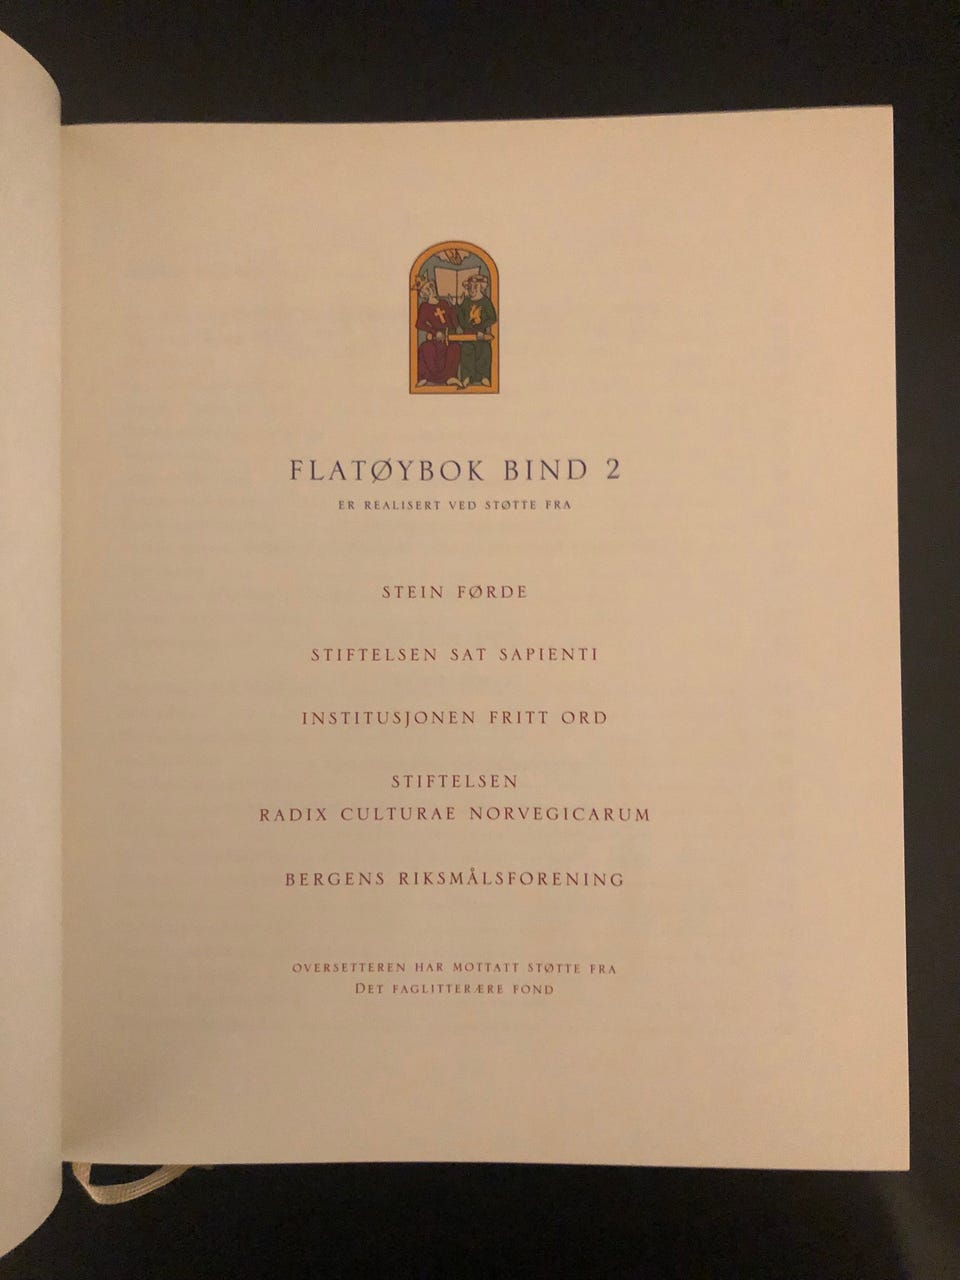 FLATØYBOK BIND 2
ER REALISERT VED STØTTE FRA
STEIN FØRDE
STIFTELSEN SAT SAPIENTI
INSTITUSJONEN FRITT ORD
STIFTELSEN
RADIX CULTURAE NORVEGICARUM
BERGENS RIKSMÅLSFORENING
OVERSETTEREN HAR MOTTATT STØTTE FRA
DET FAGLITTERÆRE FOND